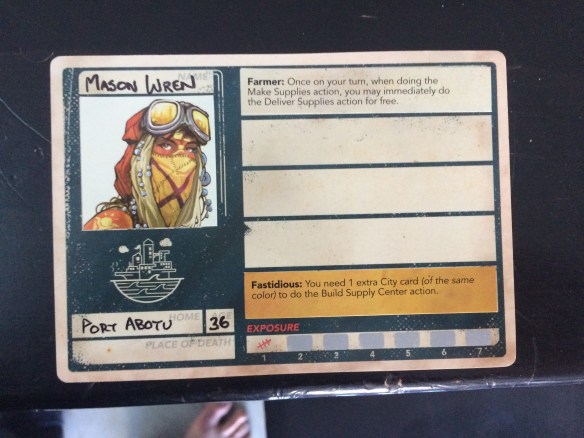 NAME
MASON WREN
Farmer: Once on your turn, when doing the
Make Supplies action, you may immediately do
the Deliver Supplies action for free.
Fastidious: You need 1 extra City card (of the same
color) to do the Build Supply Center action.
HOME AGE
PORT ABOTU 36
PLACE OF DEATH
EXPOSURE
1 2 3 4 5 6 7